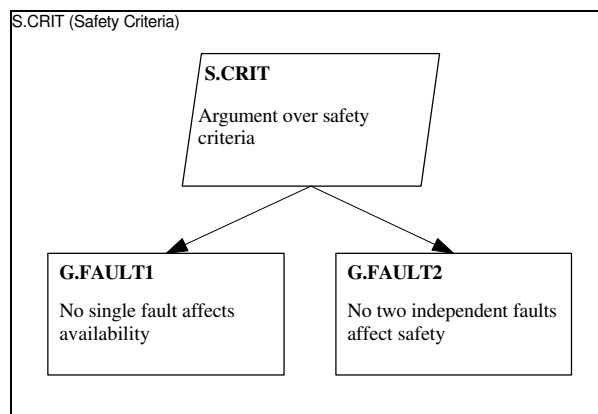 S.CRIT (Safety Criteria)
S.CRIT
Argument over safety
criteria
G.FAULT1
No single fault affects
availability
G.FAULT2
No two independent faults
affect safety